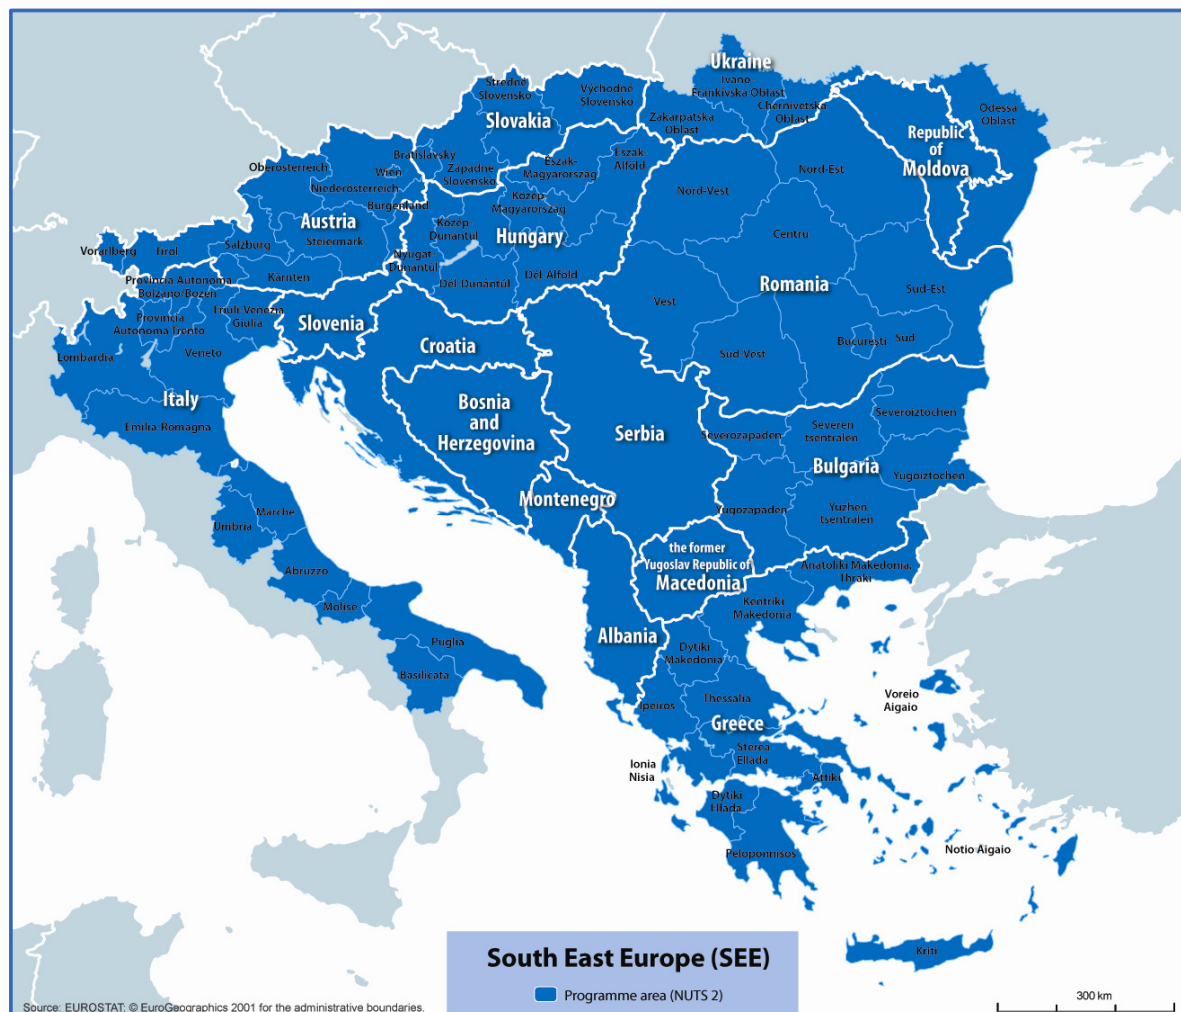 Ukraine
Ivano
Frankivska Oblast
Chernivetska
Oblast
Zakarpatska
Oblast
Odessa
Oblast
Republic
of
Moldova
Stredné
Slovensko
Východné
Slovensko
Slovakia
Bratislavsky
Západné
Slovensko
Oberösterreich
Wien
Niederösterreich
Burgenland
Austria
Steiermark
Salzburg
Vorarlberg
Tirol
Kärnten
Észak-
Magyarország
Észak-
Alföld
Közép-
Magyarország
Közép-
Dunántúl
Hungary
Nyugat-
Dunántúl
Dél-Dunántúl
Dél-Alföld
Nord-Vest
Nord-Est
Centru
Romania
Sud-Est
Vest
Bucureşti
Sud
Sud-Vest
Provincia Autonoma
Bolzano/Bozen
Provincia
Autonoma Trento
Friuli-Venezia
Giulia
Lombardia
Veneto
Italy
Emilia-Romagna
Marche
Umbria
Abruzzo
Molise
Puglia
Basilicata
Slovenia
Croatia
Bosnia
and
Herzegovina
Serbia
Montenegro
Severozapaden
Severen
tsentralen
Severoiztochen
Bulgaria
Yugoiztochen
Yugozapaden
Yuzhen
tsentralen
the former
Yugoslav Republic of
Macedonia
Albania
Anatoliki Makedonia,
Thraki
Kentriki
Makedonia
Dytiki
Makedonia
Ipeiros
Thessalia
Greece
Sterea
Ellada
Voreio
Aigaio
Ionia
Nisia
Attiki
Dytiki
Ellada
Peloponnisos
Notio Aigaio
Kriti
South East Europe (SEE)
Programme area (NUTS 2)
300 km
Source: EUROSTAT; © EuroGeographics 2001 for the administrative boundaries.